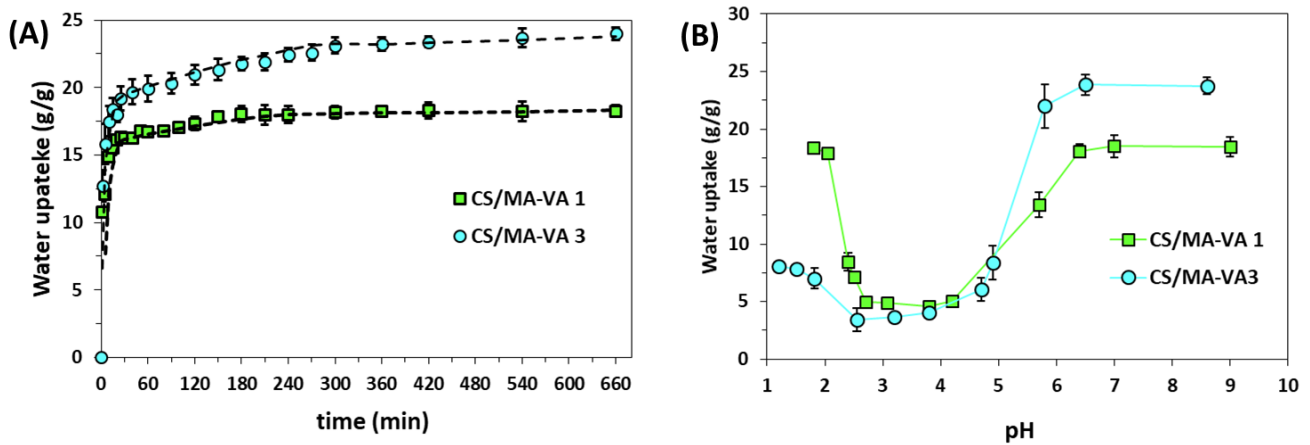 (A)
Water upateke (g/g)
25
20
15
10
5
0
0 60 120 180 240 300 360 420 480 540 600 660
time (min)
CS/MA-VA 1
CS/MA-VA 3
(B)
Water uptake (g/g)
30
25
20
15
10
5
0
1 2 3 4 5 6 7 8 9 10
pH
CS/MA-VA 1
CS/MA-VA3